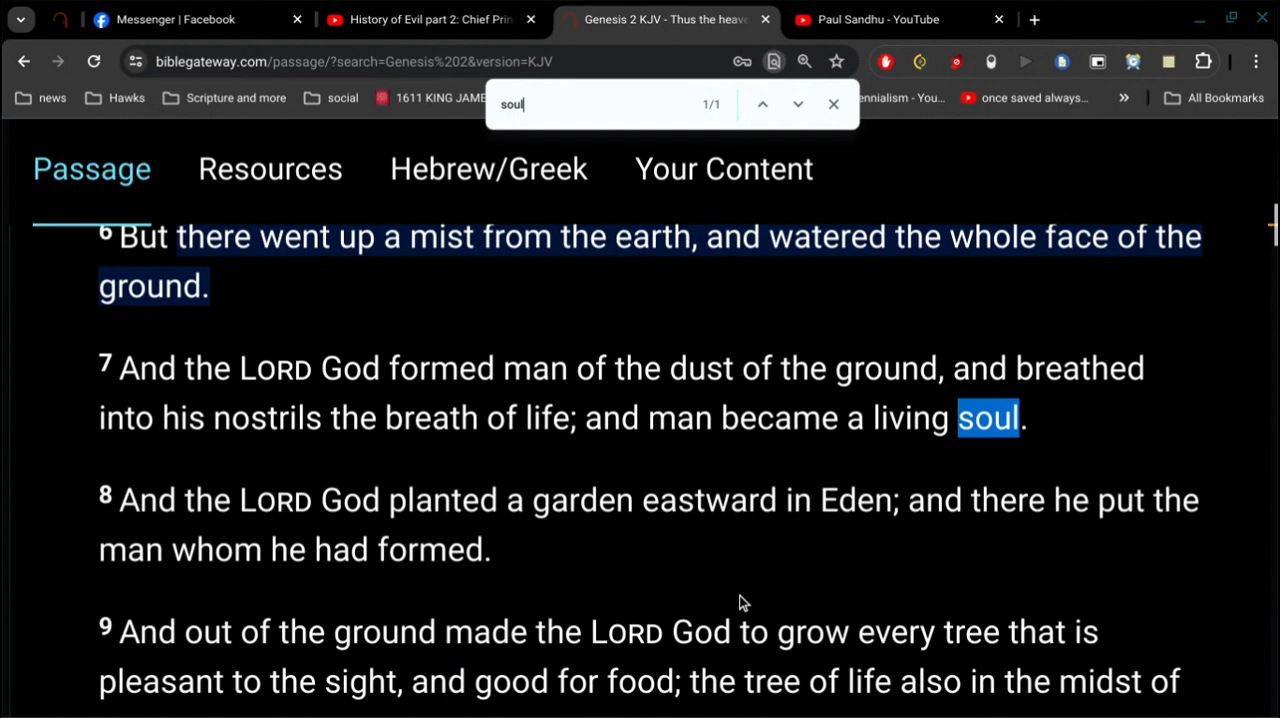 Messenger | Facebook
History of Evil part 2: Chief Prin
Genesis 2 KJV - Thus the heave
Paul Sandhu - YouTube
biblegateway.com/passage/?search=Genesis%202&version=KJV
news
Hawks
Scripture and more
social
1611 KING JAME
ennialism - You...
once saved always...
All Bookmarks
soul
1/1
Passage
Resources
Hebrew/Greek
Your Content
6 But there went up a mist from the earth, and watered the whole face of the
ground.
7 And the LORD God formed man of the dust of the ground, and breathed
into his nostrils the breath of life; and man became a living soul.
8 And the LORD God planted a garden eastward in Eden; and there he put the
man whom he had formed.
9 And out of the ground made the LORD God to grow every tree that is
pleasant to the sight, and good for food; the tree of life also in the midst of